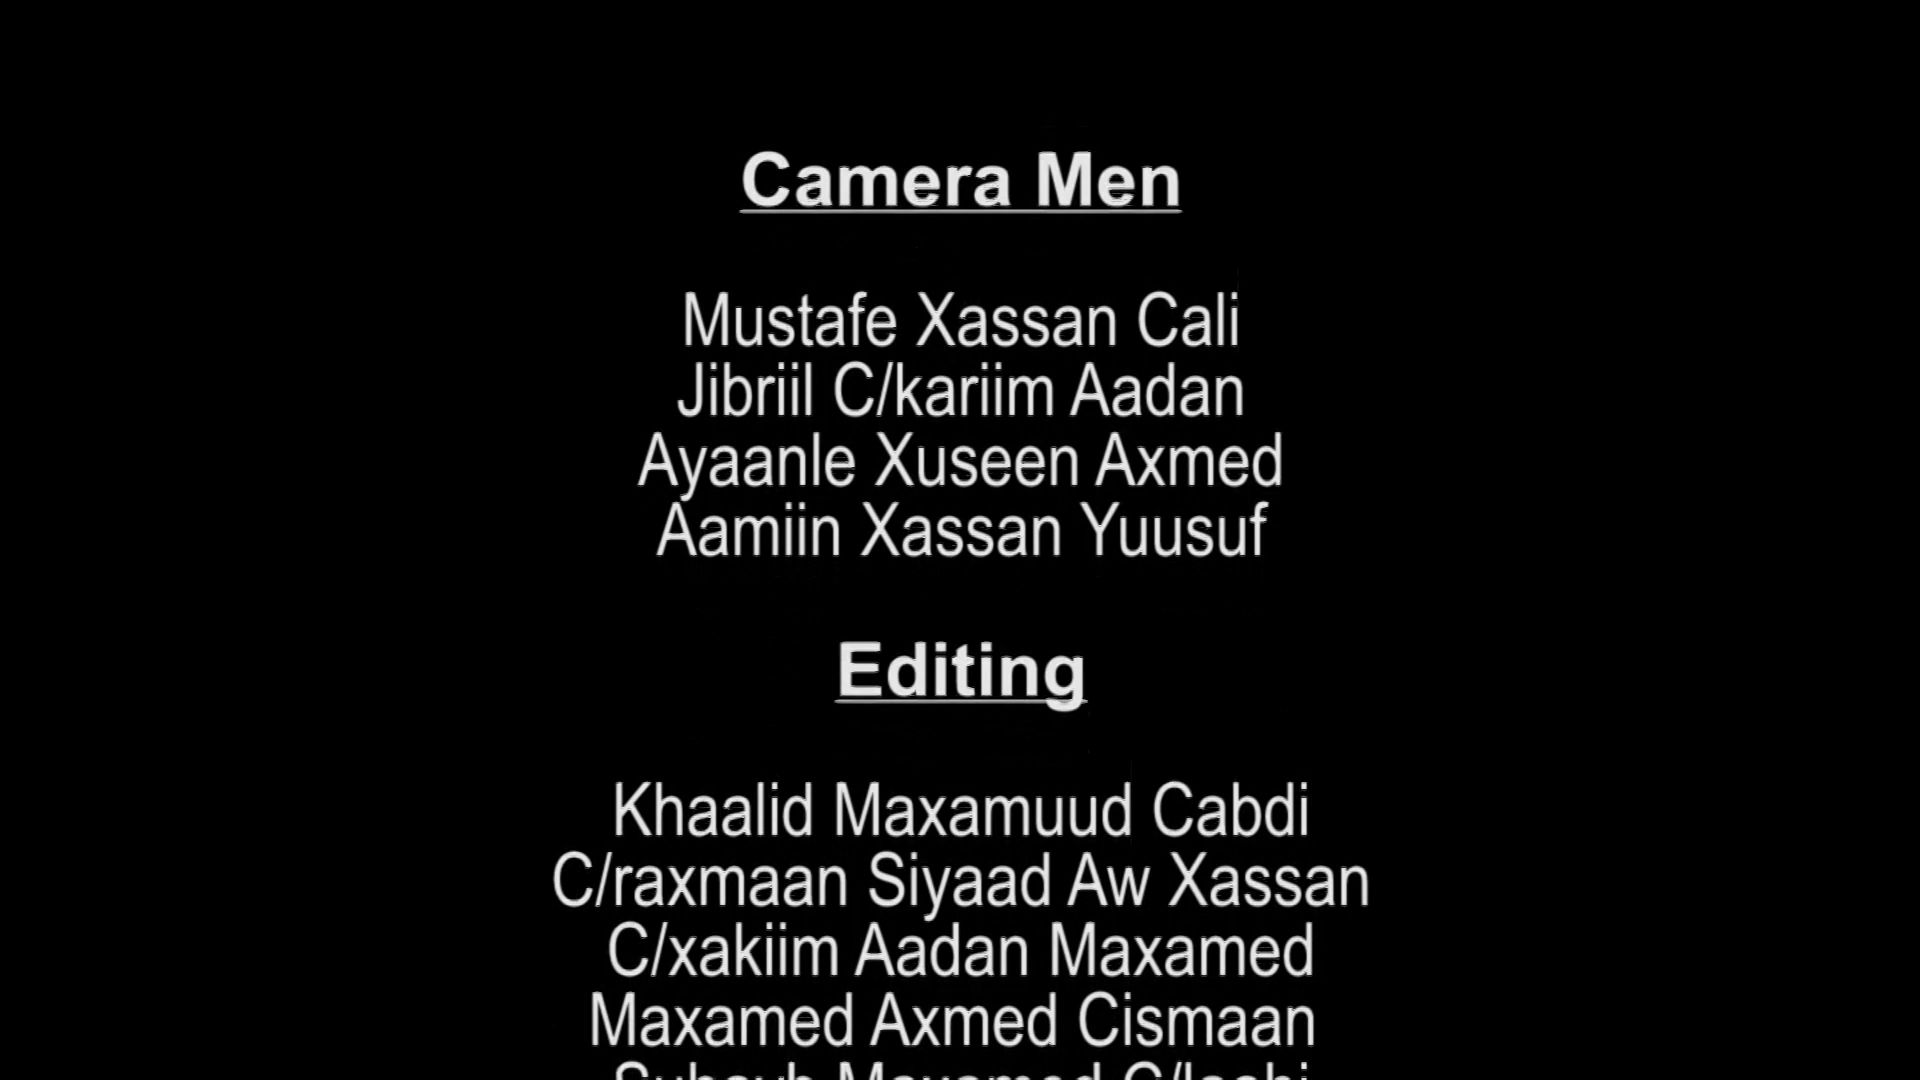 Camera Men
Mustafe Xassan Cali
Jibriil C/kariim Aadan
Ayaanle Xuseen Axmed
Aamiin Xassan Yuusuf
Editing
Khaalid Maxamuud Cabdi
C/raxmaan Siyaad Aw Xassan
C/xakiim Aadan Maxamed
Maxamed Axmed Cismaan